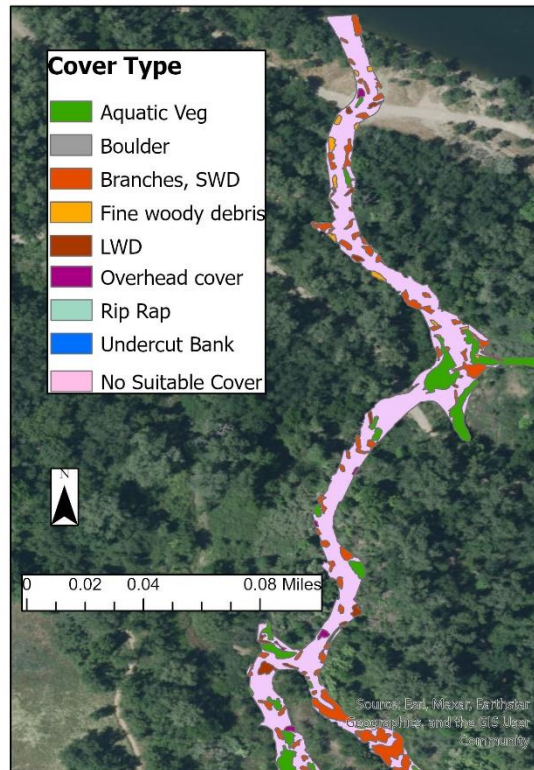 Cover Type
Aquatic Veg
Boulder
Branches, SWD
Fine woody debris
LWD
Overhead cover
Rip Rap
Undercut Bank
No Suitable Cover
N
0 0.02 0.04 0.08 Miles
Source: Esri, Maxar, Earthstar
Geographics, and the GIS User
Community